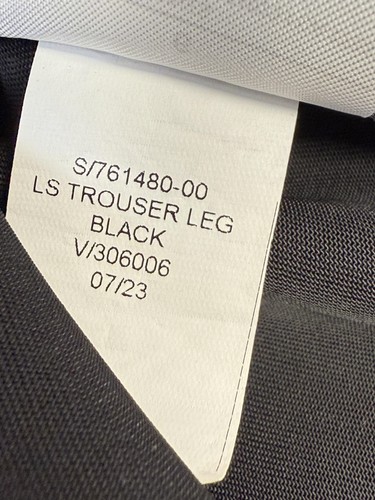 S/761480-00
LS TROUSER LEG
BLACK
V/306006
07/23